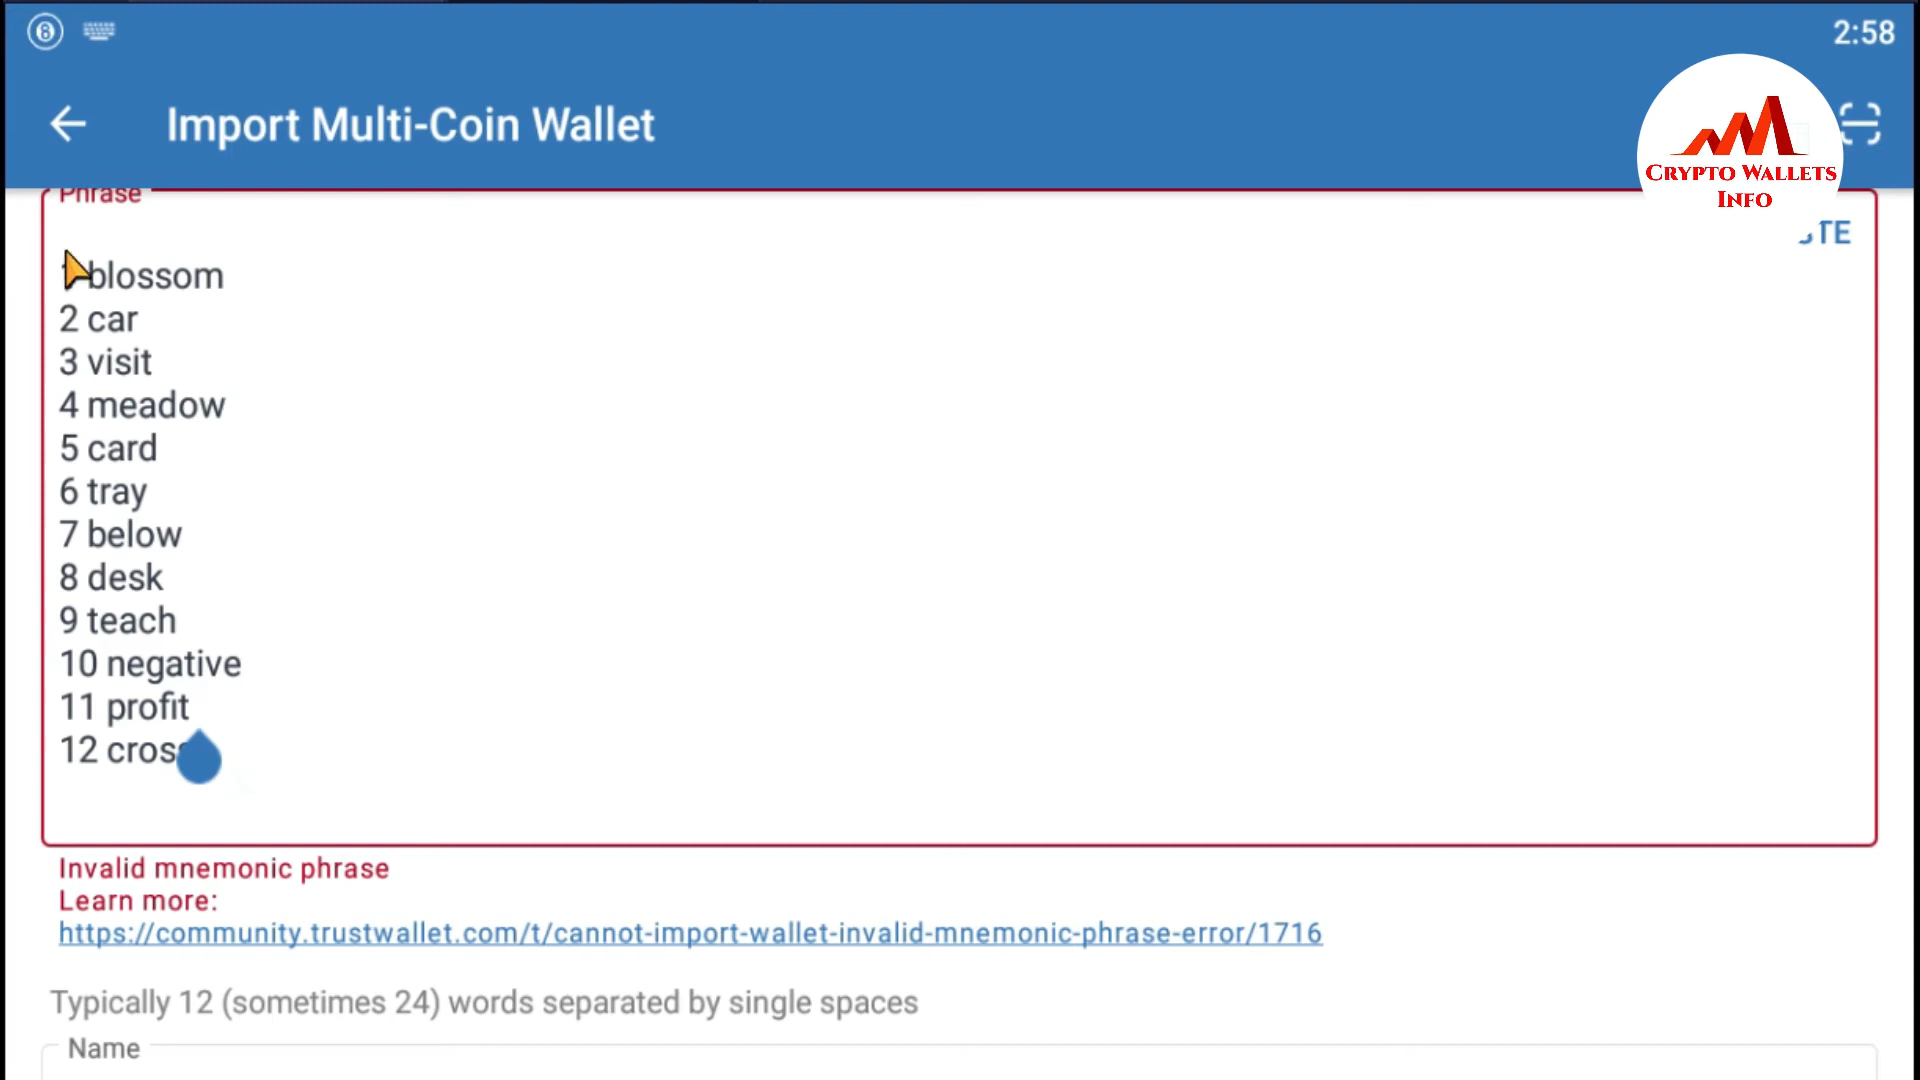 2:58
Import Multi-Coin Wallet
CRYPTO WALLETS
INFO
Phrase
blossom
2 car
3 visit
4 meadow
5 card
6 tray
7 below
8 desk
9 teach
10 negative
11 profit
12
Invalid mnemonic phrase
Learn more:
https://community.trustwallet.com/t/cannot-import-wallet-invalid-mnemonic-phrase-error/1716
Typically 12 (sometimes 24) words separated by single spaces
Name